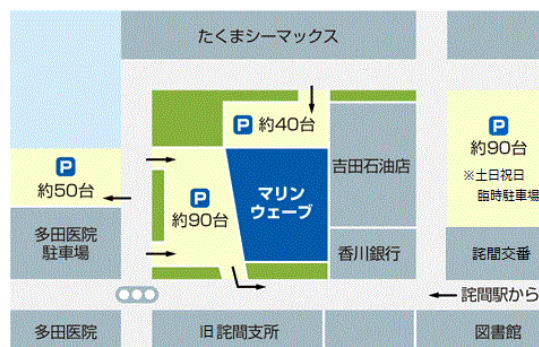 たくまシーマックス
P 約40台
P
約90台
※土日祝日
臨時駐車場
吉田石油店
P
約50台
P
約90台
マリン
ウェーブ
多田医院
駐車場
香川銀行
詫間交番
詫間駅から
多田医院
旧詫間支所
図書館